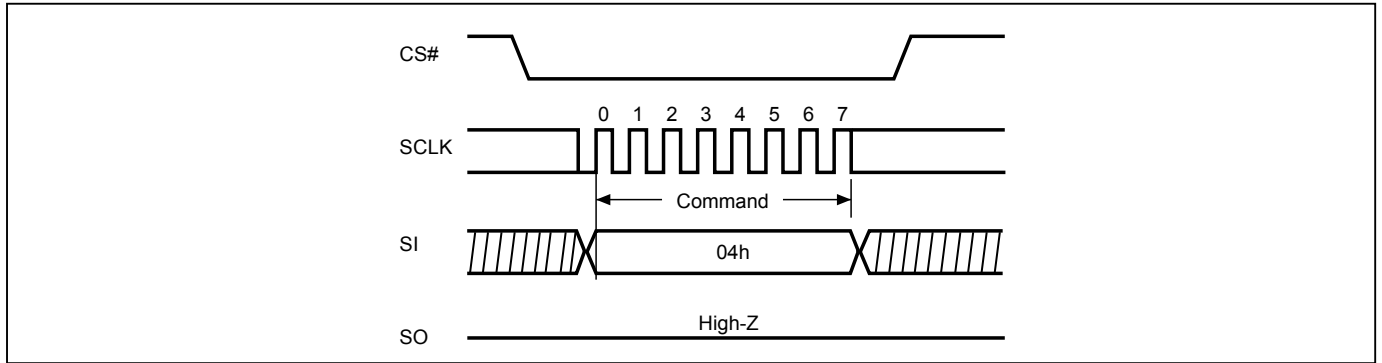 CS#
0 1 2 3 4 5 6 7
SCLK
Command
SI
04h
High-Z
SO